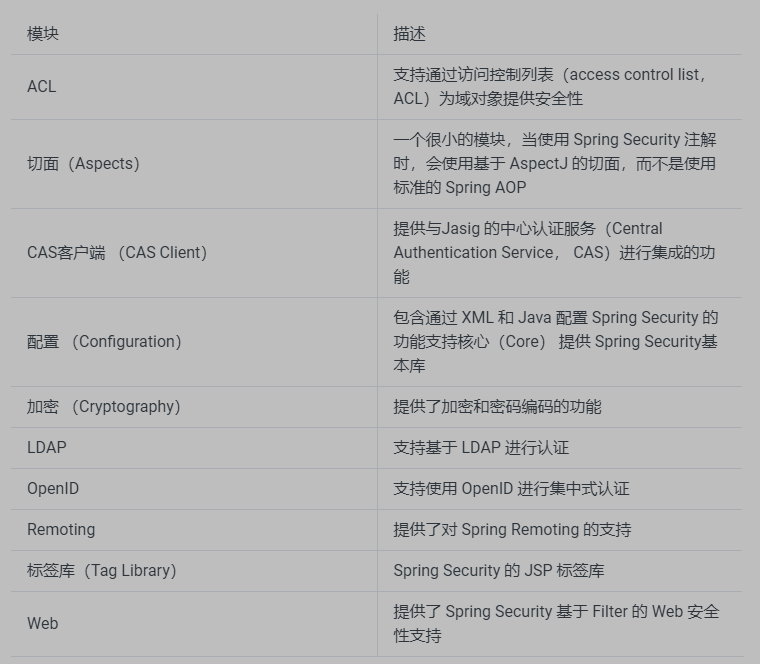 模块
描述
ACL
支持通过访问控制列表（access control list，
ACL）为域对象提供安全性
切面（Aspects）
一个很小的模块，当使用 Spring Security 注解
时，会使用基于 AspectJ 的切面，而不是使用
标准的 Spring AOP
CAS客户端 （CAS Client）
提供与Jasig 的中心认证服务（Central
Authentication Service， CAS）进行集成的功
能
配置 （Configuration）
包含通过 XML 和 Java 配置 Spring Security 的
功能支持核心（Core） 提供 Spring Security基
本库
加密 （Cryptography）
提供了加密和密码编码的功能
LDAP
支持基于 LDAP 进行认证
OpenID
支持使用 OpenID 进行集中式认证
Remoting
提供了对 Spring Remoting 的支持
标签库（Tag Library）
Spring Security 的 JSP 标签库
Web
提供了 Spring Security 基于 Filter 的 Web 安全
性支持